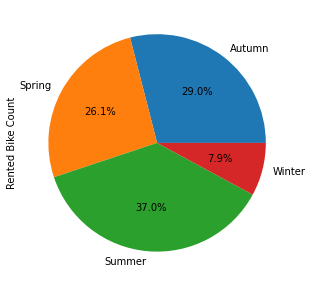 Autumn
29.0%
Spring
26.1%
Rented Bike Count
7.9%
Winter
37.0%
Summer